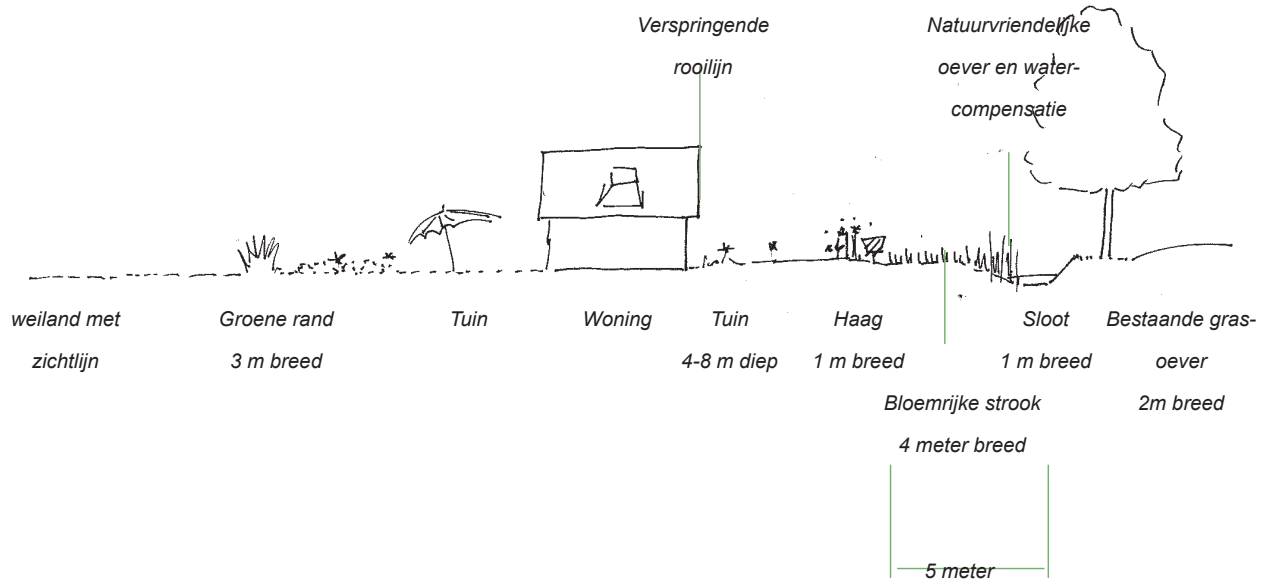 Verspringende
rooilijn
Natuurvriendelijke
oever en water-
compensatie
weiland met
zichtlijn
Groene rand
3 m breed
Tuin
Woning
Tuin
4-8 m diep
Haag
1 m breed
Sloot
1 m breed
Bestaande gras-
oever
2m breed
Bloemrijke strook
4 meter breed
5 meter